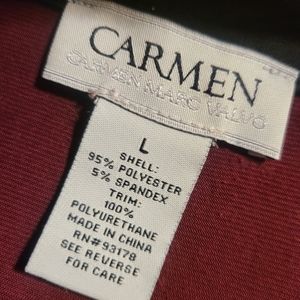 CARMEN
CARMEN MARC VALVO
L
SHELL:
95% POLYESTER
5% SPANDEX
TRIM:
100%
POLYURETHANE
MADE IN CHINA
RN#93178
SEE REVERSE
FOR CARE